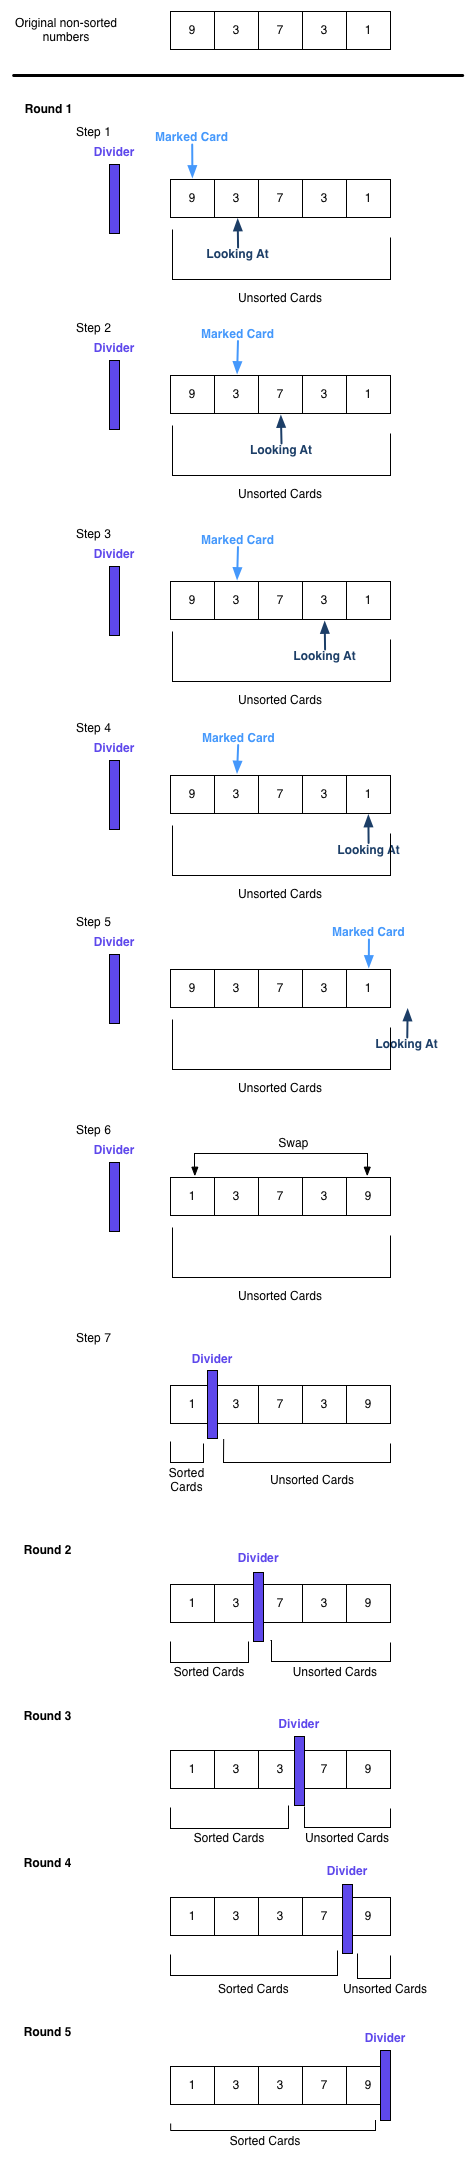 Original non-sorted
numbers
9 3 7 3 1
Round 1
Step 1
Marked Card
Divider
9 3 7 3 1
Looking At
Unsorted Cards
Step 2
Marked Card
Divider
9 3 7 3 1
Looking At
Unsorted Cards
Step 3
Marked Card
Divider
9 3 7 3 1
Looking At
Unsorted Cards
Step 4
Marked Card
Divider
9 3 7 3 1
Looking At
Unsorted Cards
Step 5
Marked Card
Divider
9 3 7 3 1
Looking At
Unsorted Cards
Step 6
Swap
Divider
1 3 7 3 9
Unsorted Cards
Step 7
Divider
1 3 7 3 9
Sorted
Cards
Unsorted Cards
Round 2
Divider
1 3 7 3 9
Sorted Cards Unsorted Cards
Round 3
Divider
1 3 3 7 9
Sorted Cards Unsorted Cards
Round 4
Divider
1 3 3 7 9
Sorted Cards Unsorted Cards
Round 5
Divider
1 3 3 7 9
Sorted Cards